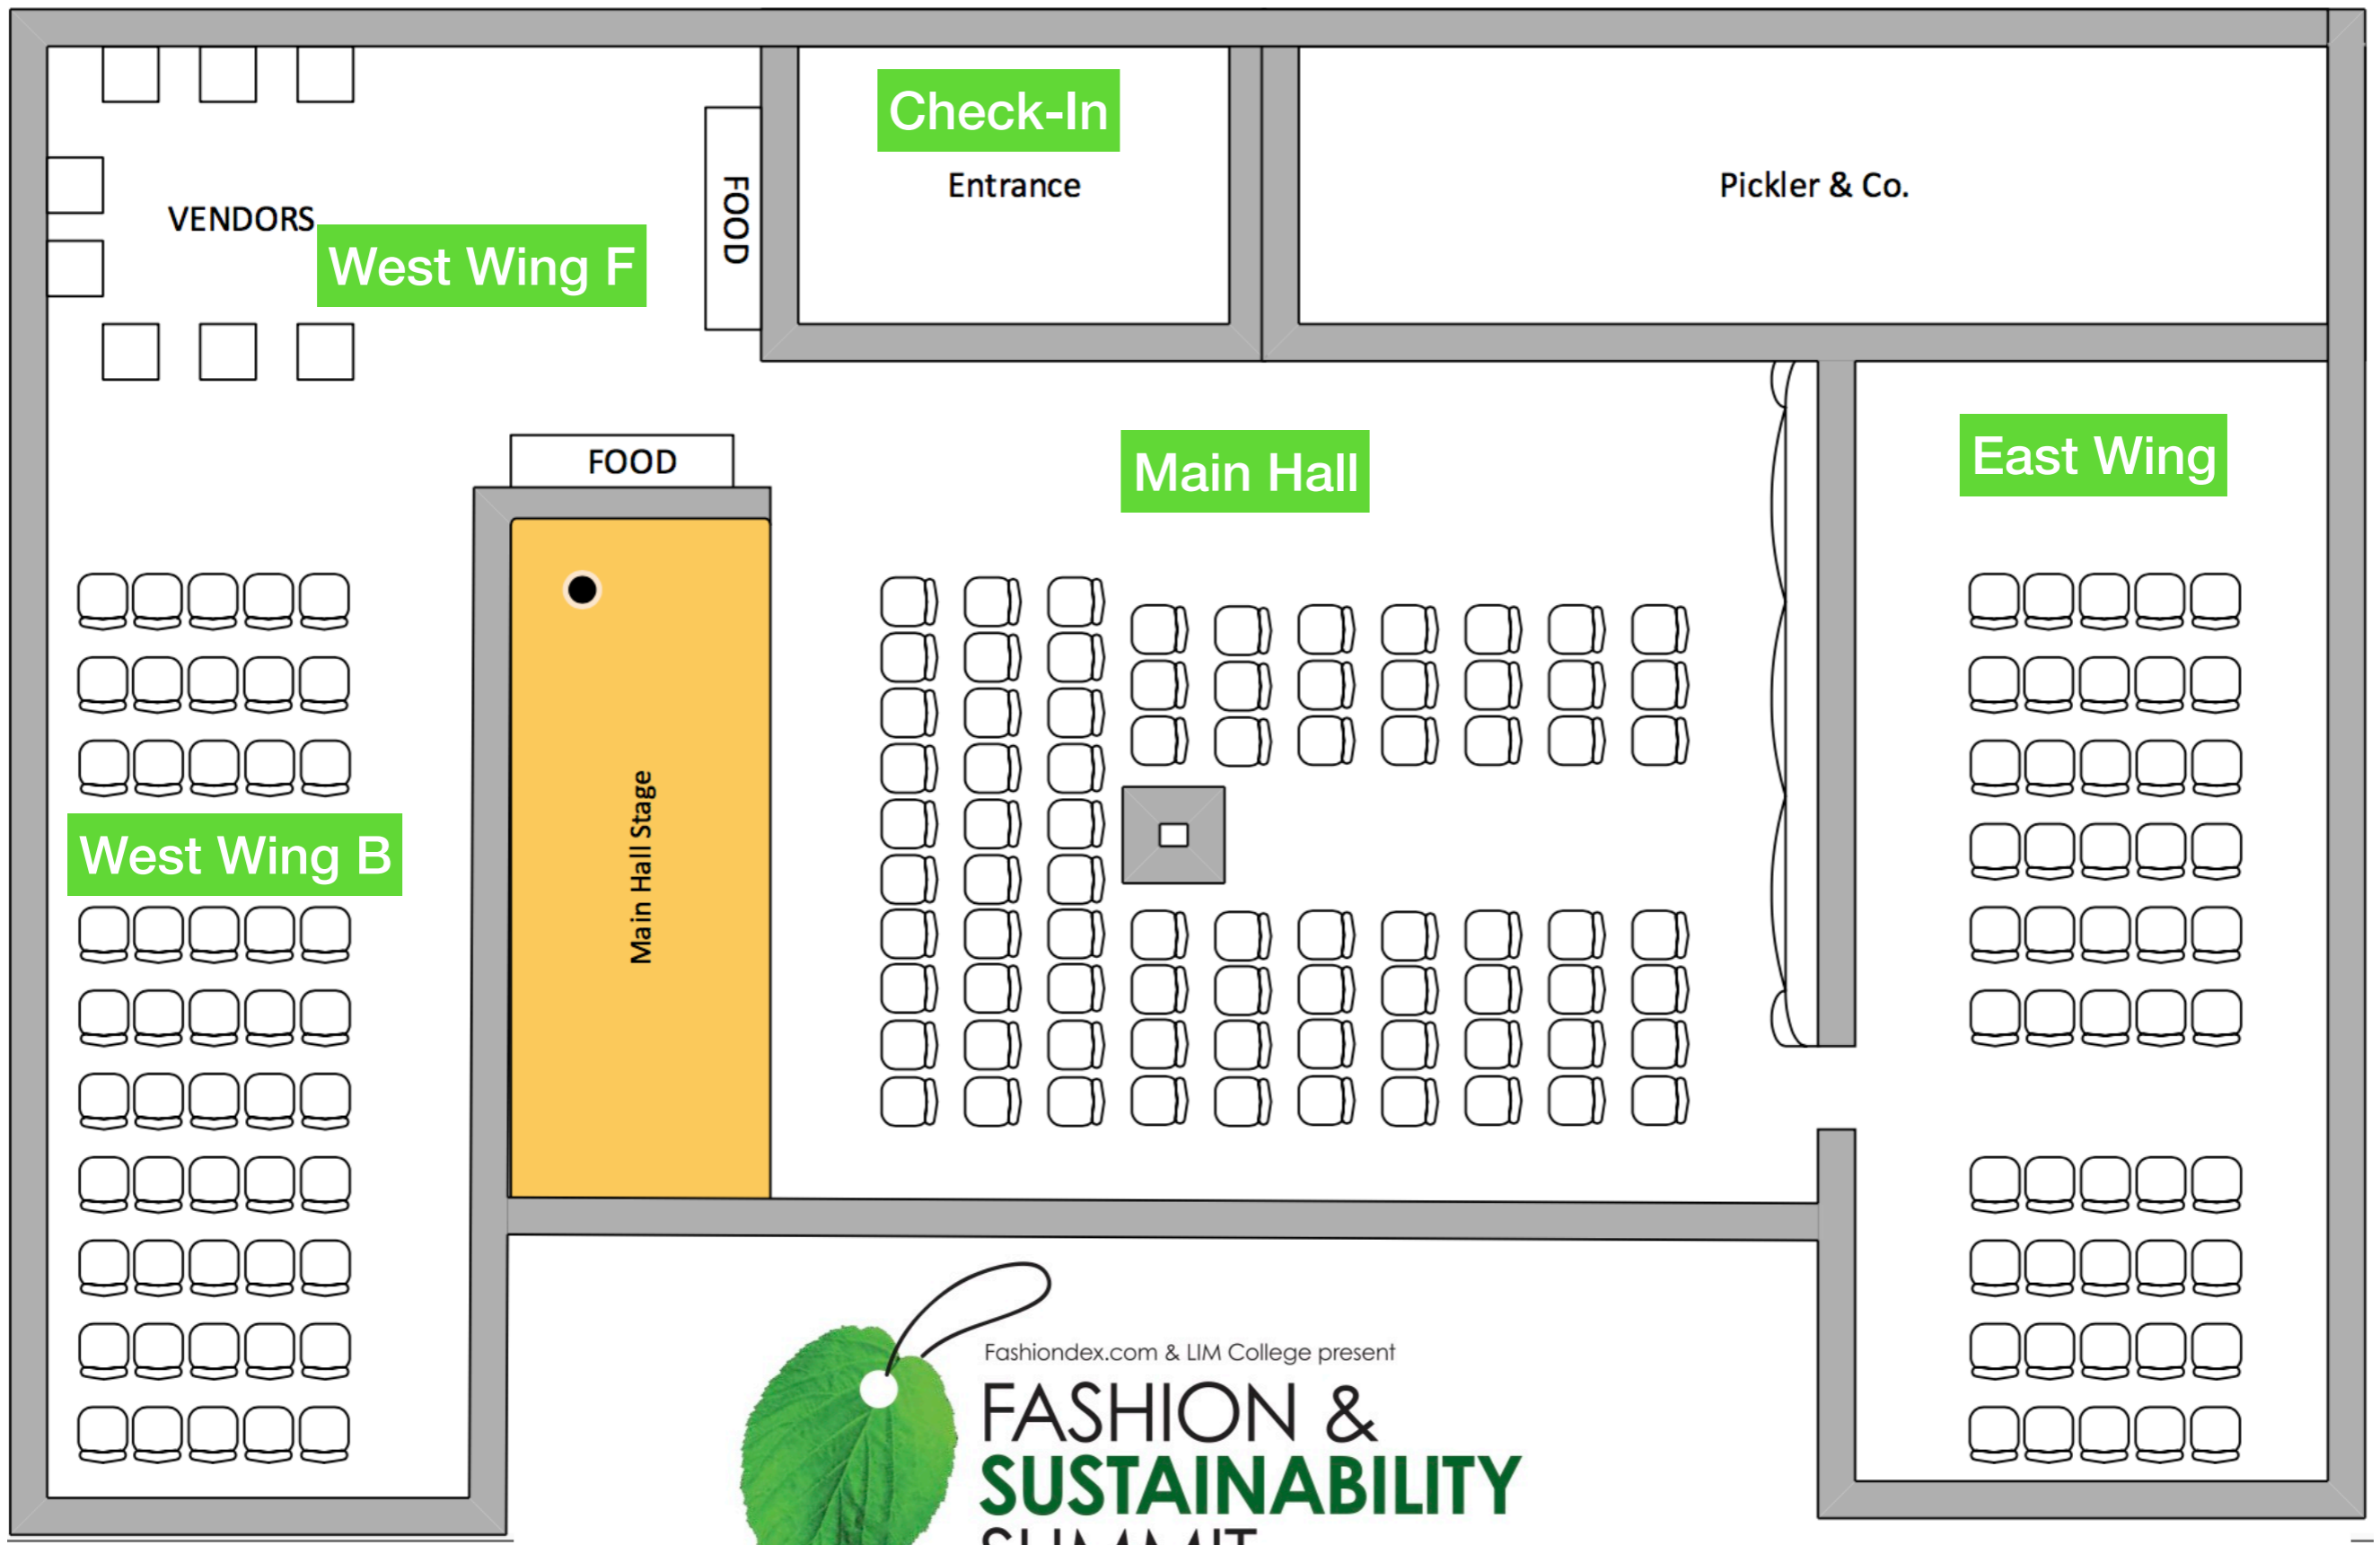 Check-In
Entrance
Pickler & Co.
VENDORS
West Wing F
FOOD
FOOD
Main Hall
East Wing
West Wing B
Main Hall Stage
Fashiondex.com & LIM College present
FASHION &
SUSTAINABILITY
SUMMIT